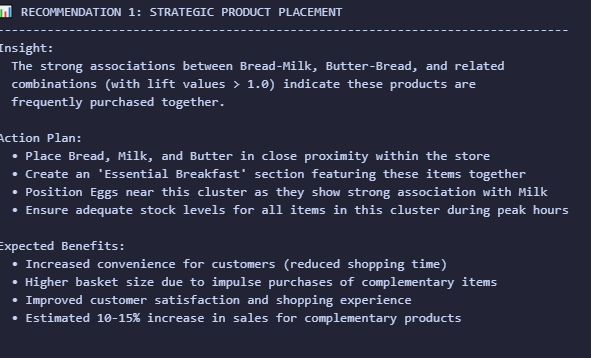 📊 RECOMMENDATION 1: STRATEGIC PRODUCT PLACEMENT
--------------------------------------------------------------------------------
Insight:
The strong associations between Bread-Milk, Butter-Bread, and related
combinations (with lift values > 1.0) indicate these products are
frequently purchased together.
Action Plan:
• Place Bread, Milk, and Butter in close proximity within the store
• Create an 'Essential Breakfast' section featuring these items together
• Position Eggs near this cluster as they show strong association with Milk
• Ensure adequate stock levels for all items in this cluster during peak hours
Expected Benefits:
• Increased convenience for customers (reduced shopping time)
• Higher basket size due to impulse purchases of complementary items
• Improved customer satisfaction and shopping experience
• Estimated 10-15% increase in sales for complementary products